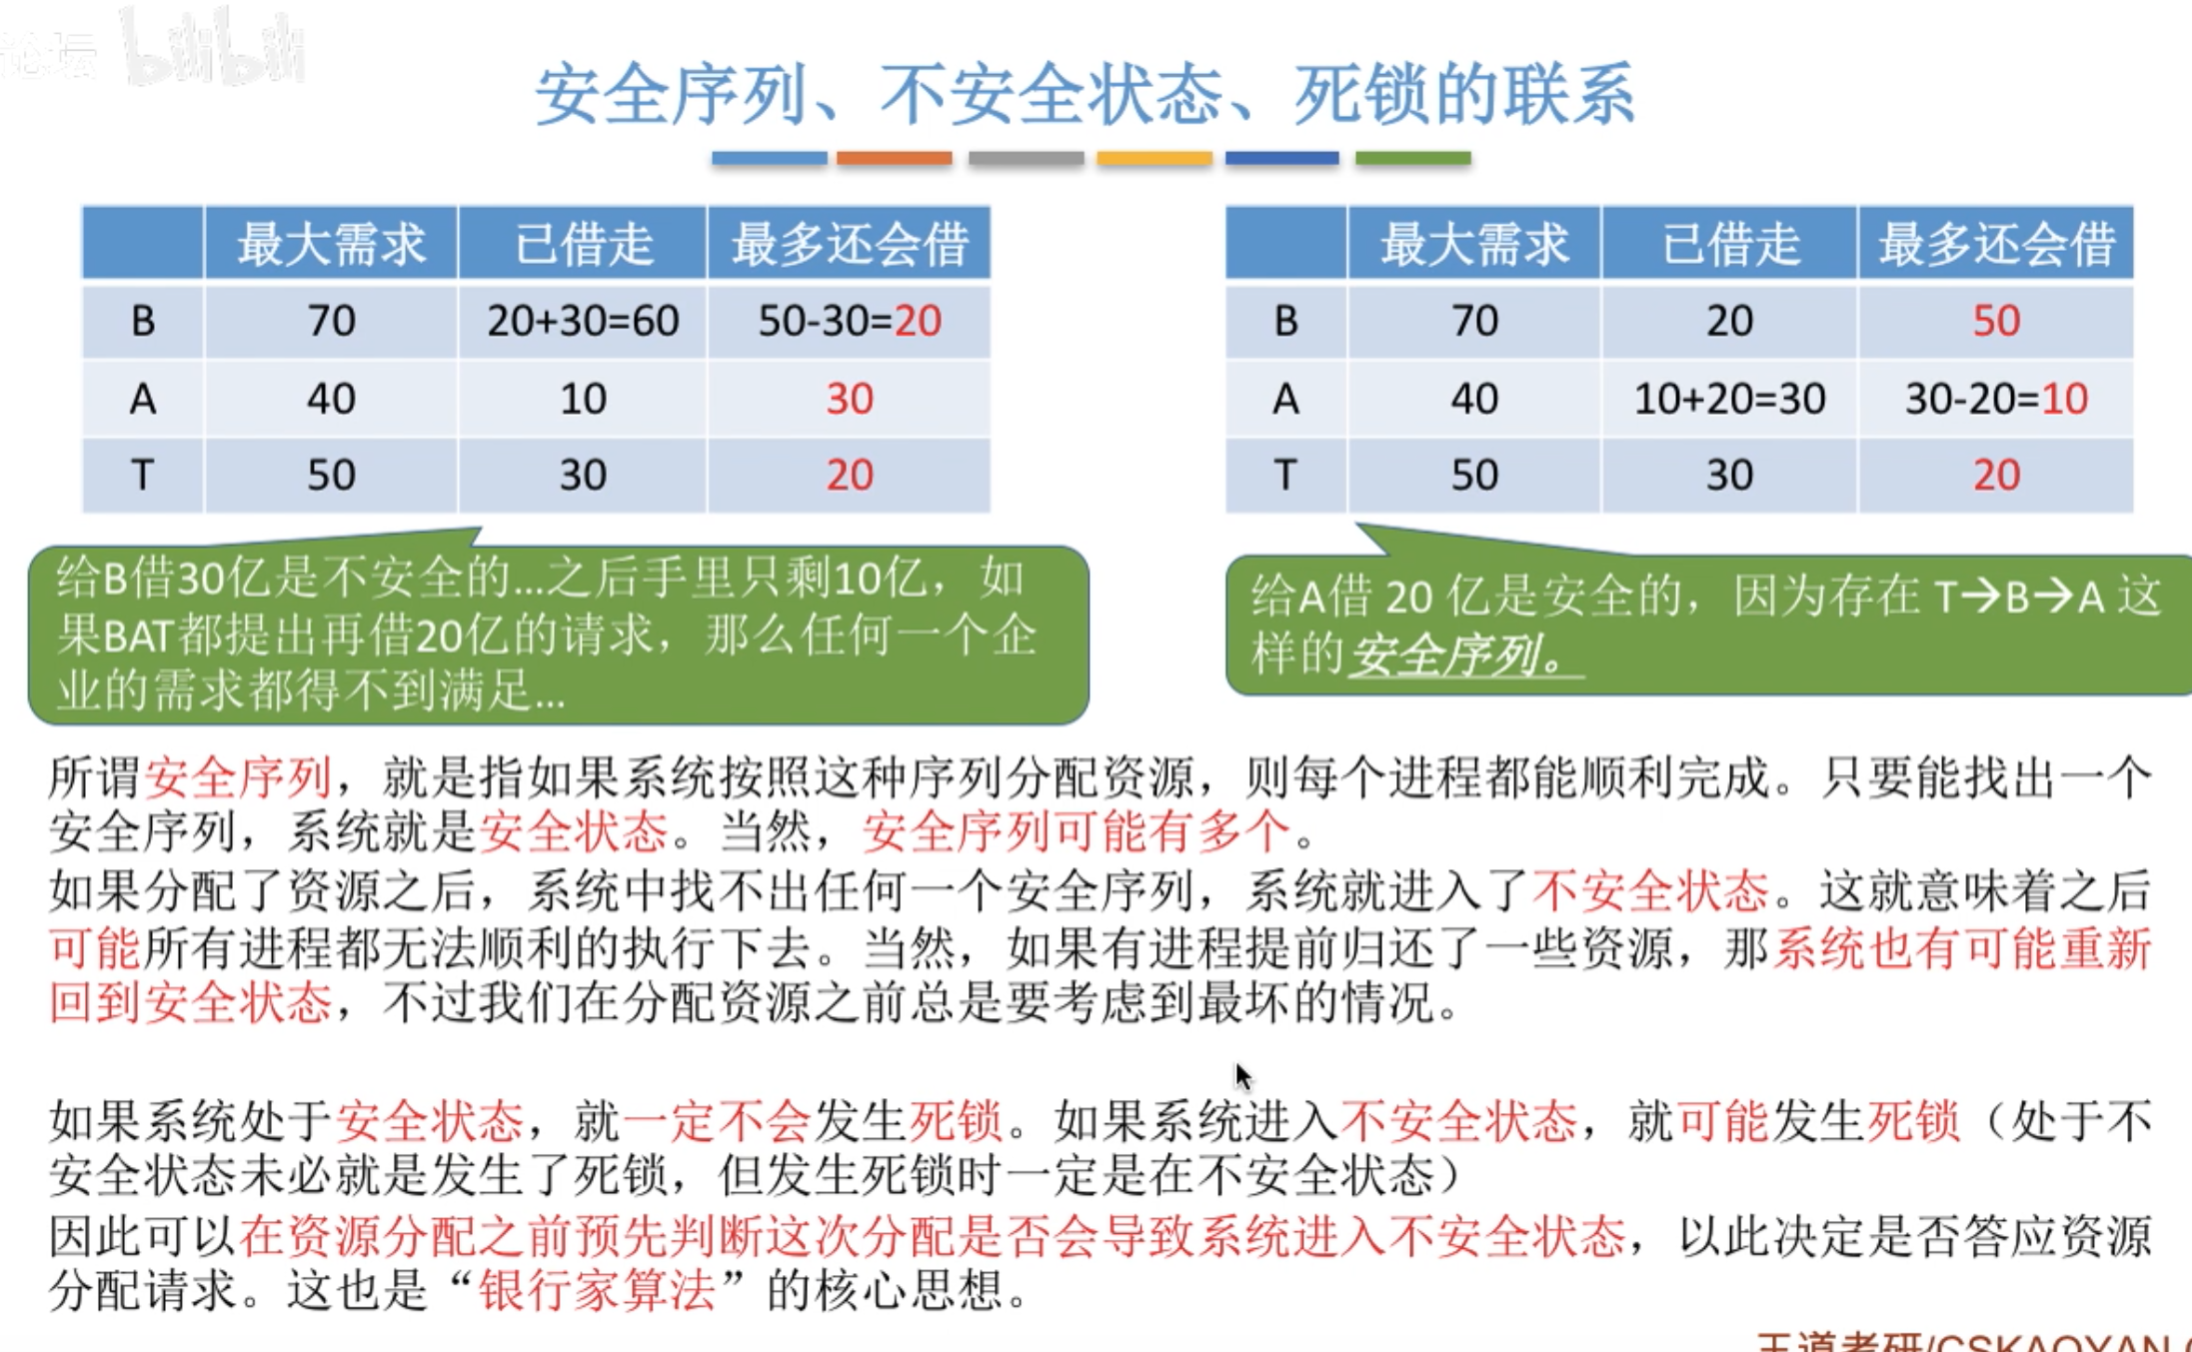 论坛 bilibili
安全序列、不安全状态、死锁的联系
最大需求 已借走 最多还会借
B 70 20+30=60 50-30=20
A 40 10 30
T 50 30 20
最大需求 已借走 最多还会借
B 70 20 50
A 40 10+20=30 30-20=10
T 50 30 20
给B借30亿是不安全的...之后手里只剩10亿，如
果BAT都提出再借20亿的请求，那么任何一个企
业的需求都得不到满足...
给A借 20 亿是安全的，因为存在 T→B→A 这
样的安全序列。
所谓安全序列，就是指如果系统按照这种序列分配资源，则每个进程都能顺利完成。只要能找出一个
安全序列，系统就是安全状态。当然，安全序列可能有多个。
如果分配了资源之后，系统中找不出任何一个安全序列，系统就进入了不安全状态。这就意味着之后
可能所有进程都无法顺利的执行下去。当然，如果有进程提前归还了一些资源，那系统也有可能重新
回到安全状态，不过我们在分配资源之前总是要考虑到最坏的情况。
如果系统处于安全状态，就一定不会发生死锁。如果系统进入不安全状态，就可能发生死锁（处于不
安全状态未必就是发生了死锁，但发生死锁时一定是在不安全状态）
因此可以在资源分配之前预先判断这次分配是否会导致系统进入不安全状态，以此决定是否答应资源
分配请求。这也是“银行家算法”的核心思想。
王道考研/CSKAOYAN.